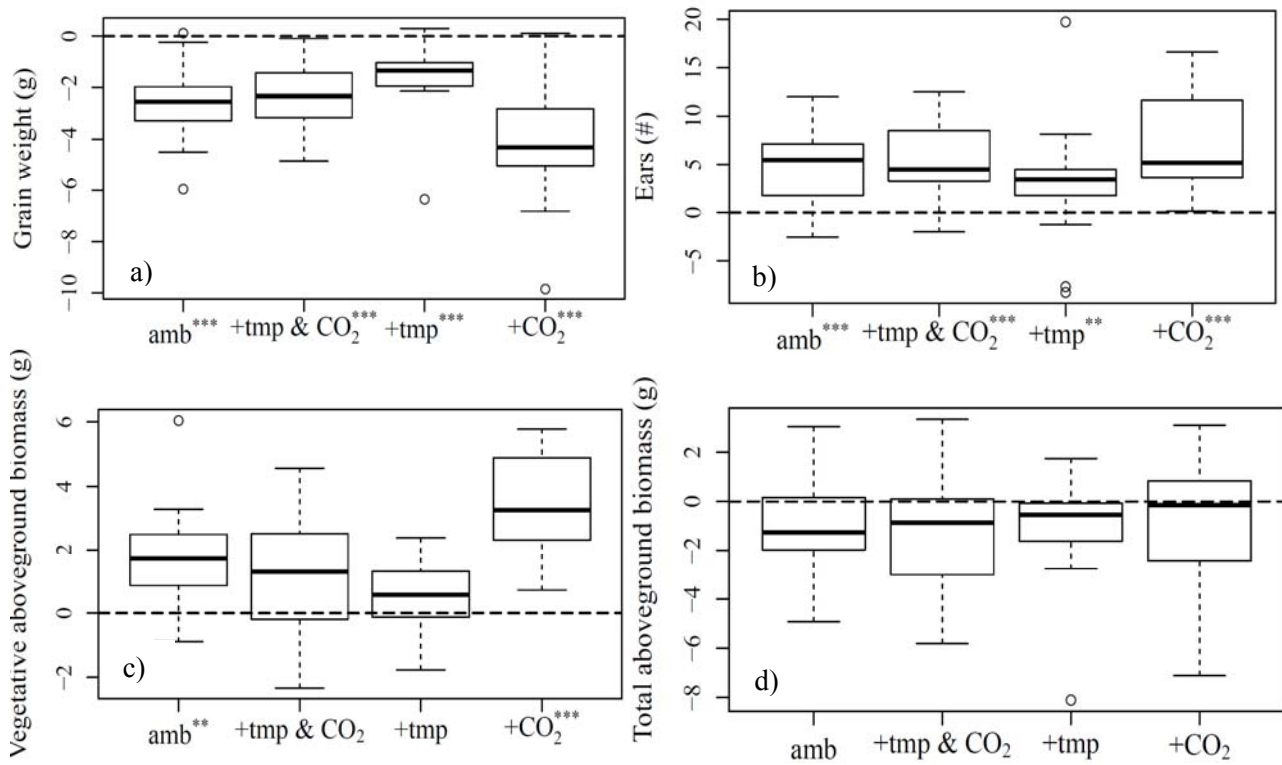 Grain weight (g)
0
−2
−4
−6
−8
−10
a)
amb*** +tmp & CO₂*** +tmp*** +CO₂***
Ears (#)
20
15
10
5
0
−5
b)
amb*** +tmp & CO₂*** +tmp** +CO₂***
Vegetative aboveground biomass (g)
6
4
2
0
−2
c)
amb** +tmp & CO₂ +tmp +CO₂***
Total aboveground biomass (g)
2
0
−2
−4
−6
−8
d)
amb +tmp & CO₂ +tmp +CO₂